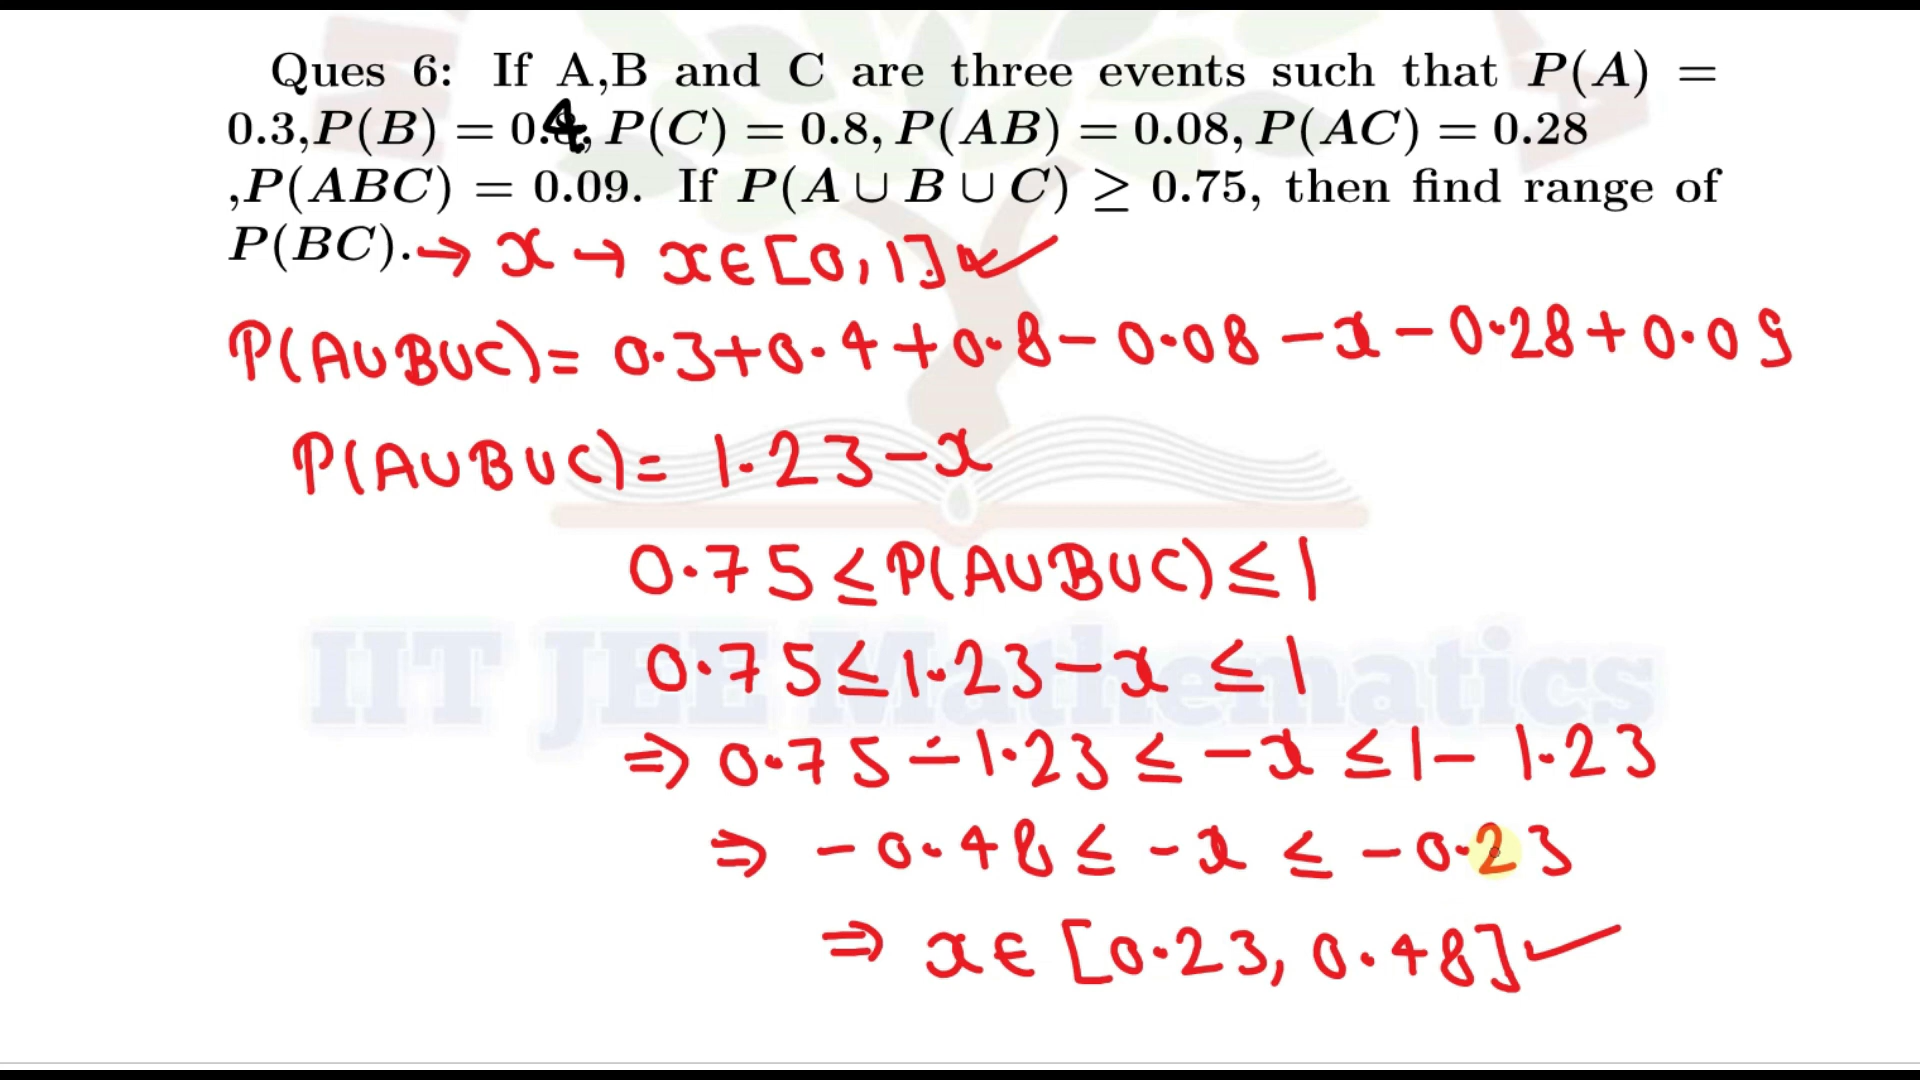 Ques 6: If A,B and C are three events such that P(A) =
0.3,P(B) = 0.4, P(C) = 0.8, P(AB) = 0.08, P(AC) = 0.28
,P(ABC) = 0.09. If P(A ∪ B ∪ C) ≥ 0.75, then find range of
P(BC). → x → x∈[0,1] ✓
P(A∪B∪C)= 0.3+0.4+0.8-0.08-x-0.28+0.09
P(A∪B∪C)= 1.23-x
0.75≤P(A∪B∪C)≤1
IIT JEE Mathematics
0.75≤1.23-x≤1
⇒ 0.75-1.23≤-x≤1-1.23
⇒ -0.48≤-x≤-0.23
⇒ x∈[0.23, 0.48] ✓